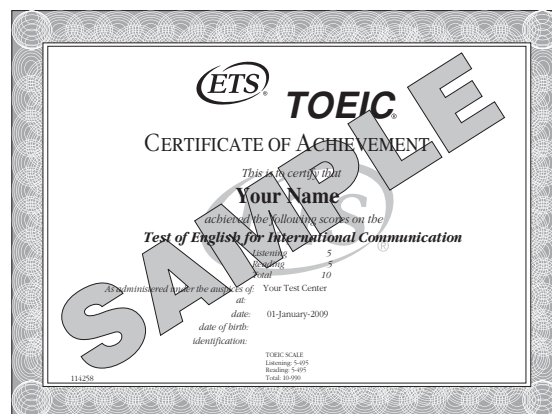 ETS®
TOEIC®
CERTIFICATE OF ACHIEVEMENT
This is to certify that
Your Name
achieved the following scores on the
Test of English for International Communication
Listening 5
Reading 5
Total 10
As administered under the auspices of: Your Test Center
at:
date: 01-January-2009
date of birth:
identification:
TOEIC SCALE
Listening: 5-495
Reading: 5-495
Total: 10-990
114258
SAMPLE
ETS®